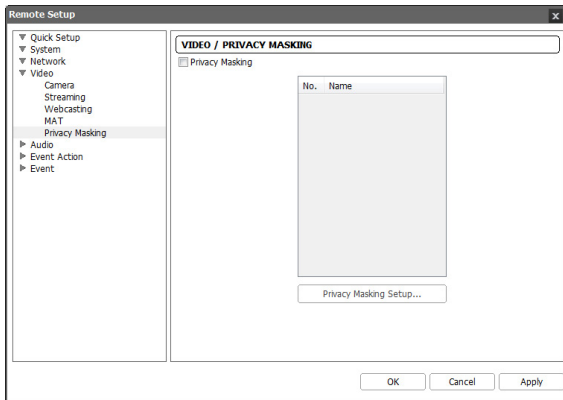 Remote Setup
x
Quick Setup
System
Network
Video
Camera
Streaming
Webcasting
MAT
Privacy Masking
Audio
Event Action
Event
VIDEO / PRIVACY MASKING
Privacy Masking
No. Name
Privacy Masking Setup...
OK Cancel Apply